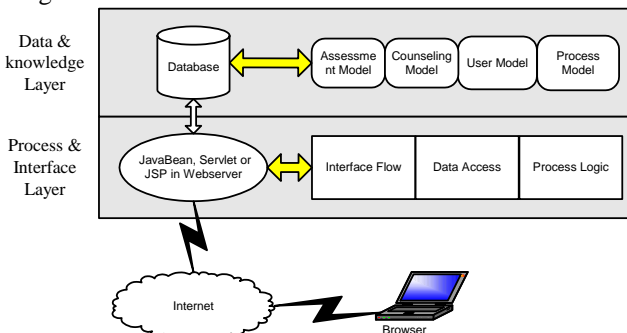 Data &
knowledge
Layer
Database
Assessme
nt Model
Counseling
Model
User Model
Process
Model
Process &
Interface
Layer
JavaBean, Servlet or
JSP in Webserver
Interface Flow
Data Access
Process Logic
Internet
Browser